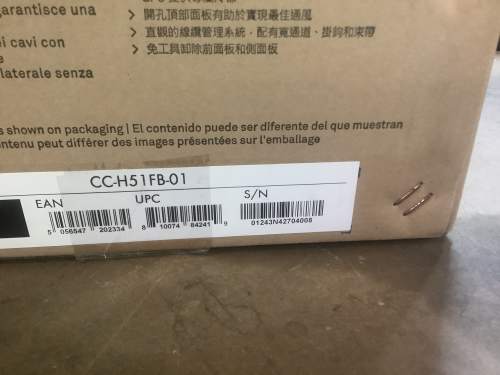 garantisce una
ei cavi con
e
laterale senza
> 開孔頂部面板有助於實現最佳通風
> 直觀的線纜管理系統，配有寬通道、掛鉤和束帶
> 免工具卸除前面板和側面板
s shown on packaging | El contenido puede ser diferente del que muestran
ntenu peut différer des images présentées sur l'emballage
CC-H51FB-01
EAN
UPC
S/N
5 056547 202334
8 10074 84241 9
01243N42704008